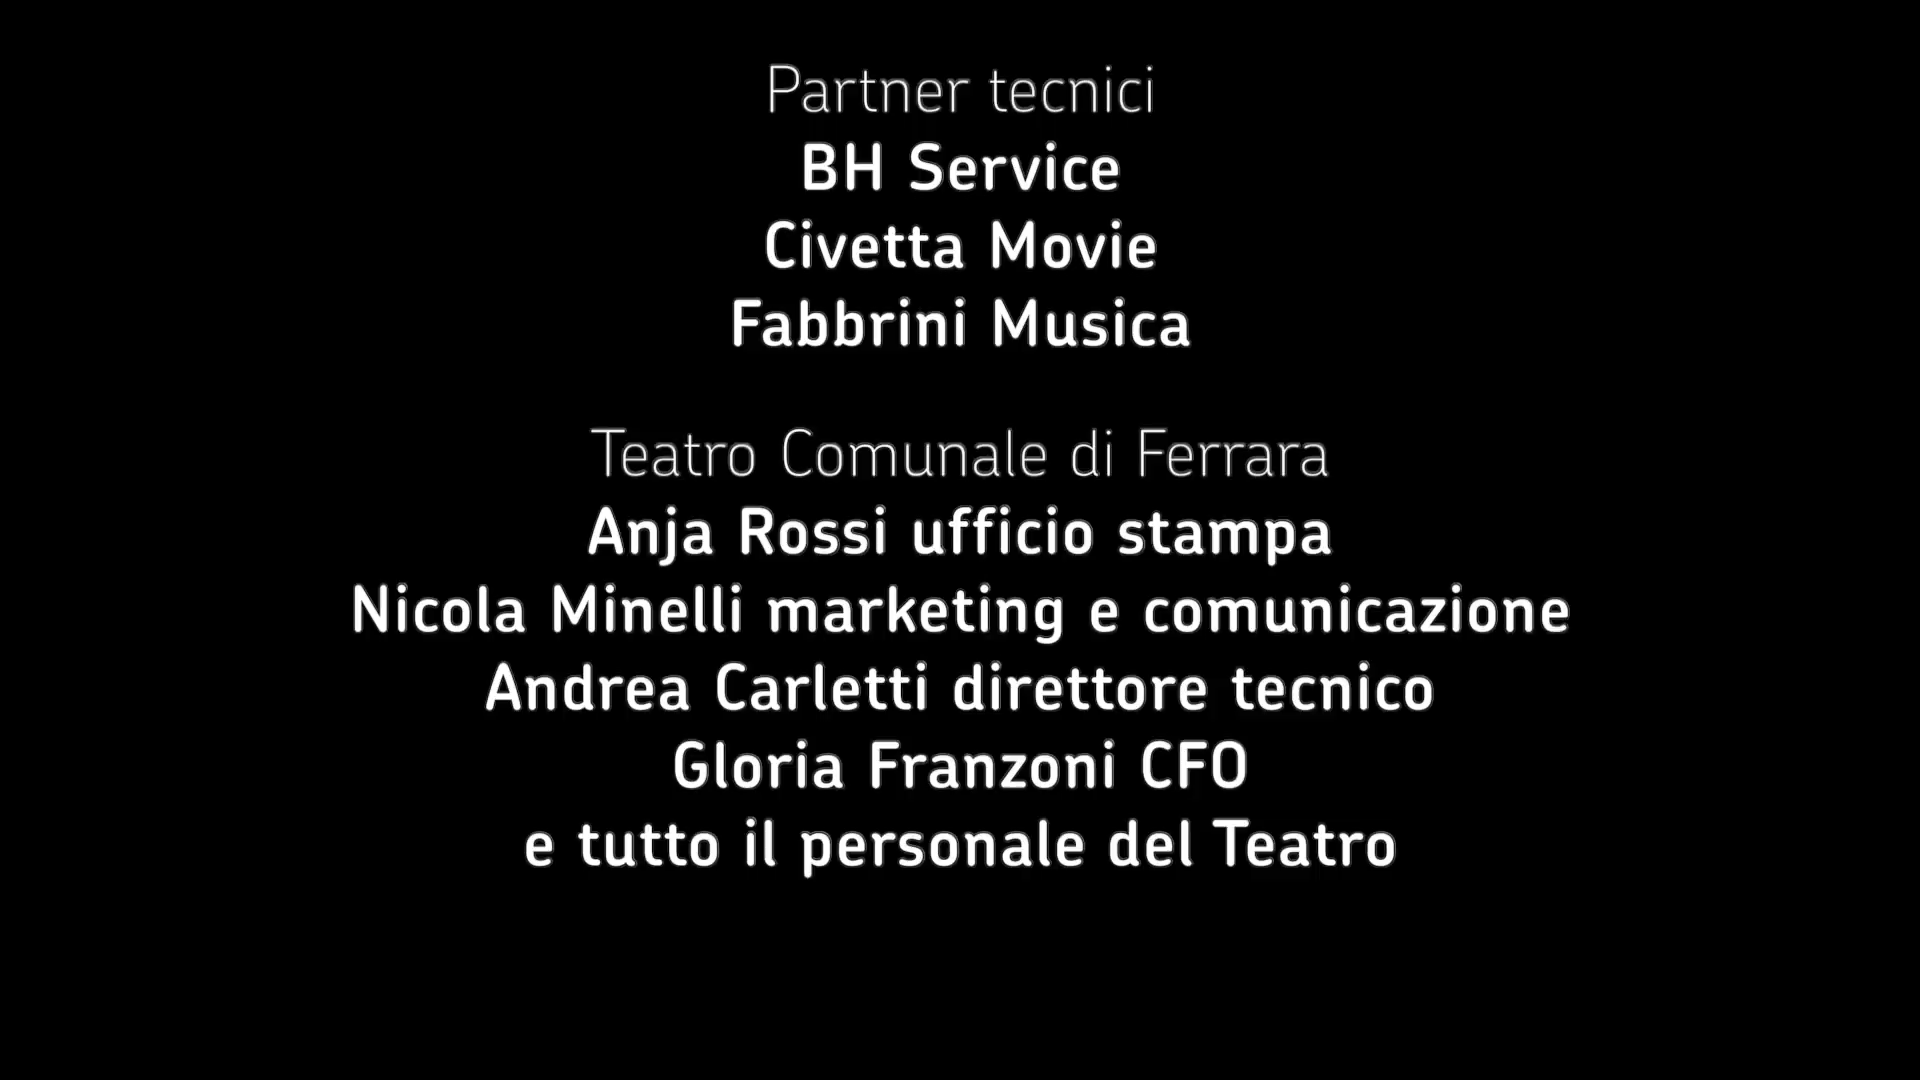 Partner tecnici
BH Service
Civetta Movie
Fabbrini Musica
Teatro Comunale di Ferrara
Anja Rossi ufficio stampa
Nicola Minelli marketing e comunicazione
Andrea Carletti direttore tecnico
Gloria Franzoni CFO
e tutto il personale del Teatro